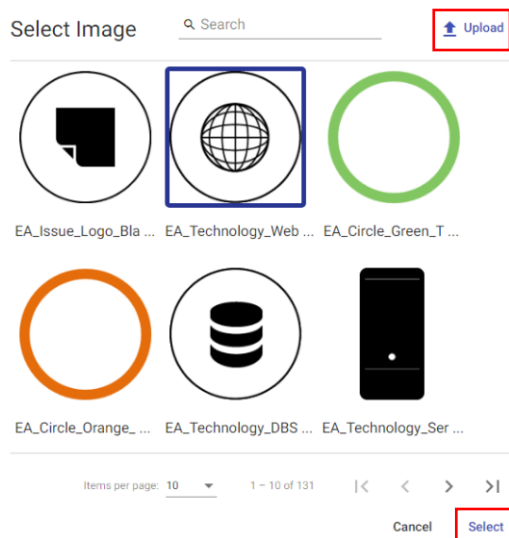 Select Image Search Upload
EA_Issue_Logo_Bla ... EA_Technology_Web ... EA_Circle_Green_T ...
EA_Circle_Orange_ ... EA_Technology_DBS ... EA_Technology_Ser ...
Items per page: 10 1 – 10 of 131
Cancel Select